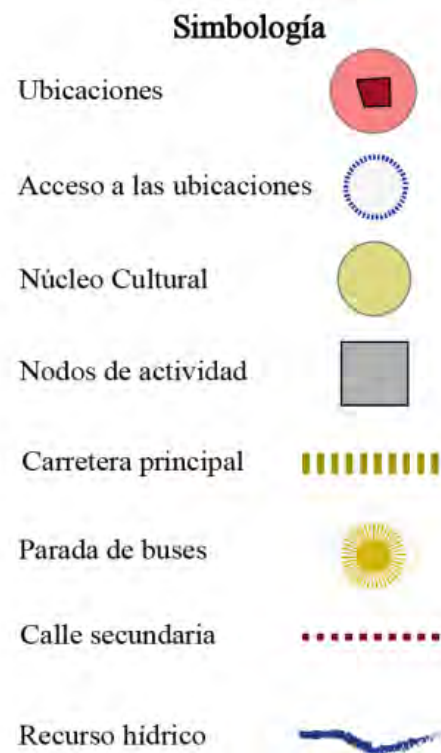 Simbología
Ubicaciones
Acceso a las ubicaciones
Núcleo Cultural
Nodos de actividad
Carretera principal
Parada de buses
Calle secundaria
Recurso hídrico